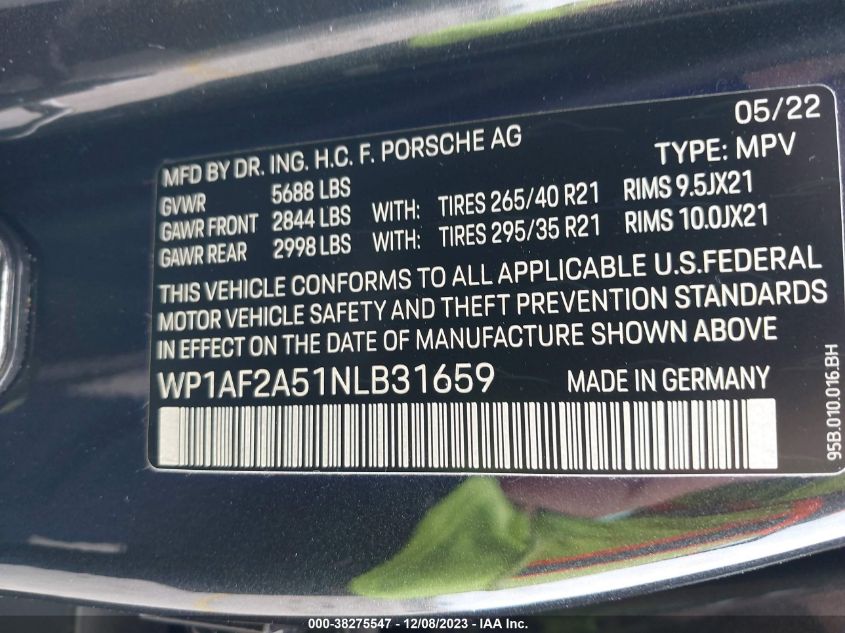 05/22
MFD BY DR. ING. H.C. F. PORSCHE AG TYPE: MPV
GVWR 5688 LBS
GAWR FRONT 2844 LBS WITH: TIRES 265/40 R21 RIMS 9.5JX21
GAWR REAR 2998 LBS WITH: TIRES 295/35 R21 RIMS 10.0JX21
THIS VEHICLE CONFORMS TO ALL APPLICABLE U.S.FEDERAL
MOTOR VEHICLE SAFETY AND THEFT PREVENTION STANDARDS
IN EFFECT ON THE DATE OF MANUFACTURE SHOWN ABOVE
WP1AF2A51NLB31659 MADE IN GERMANY
95B.010.016.BH
000-38275547 - 12/08/2023 - IAA Inc.